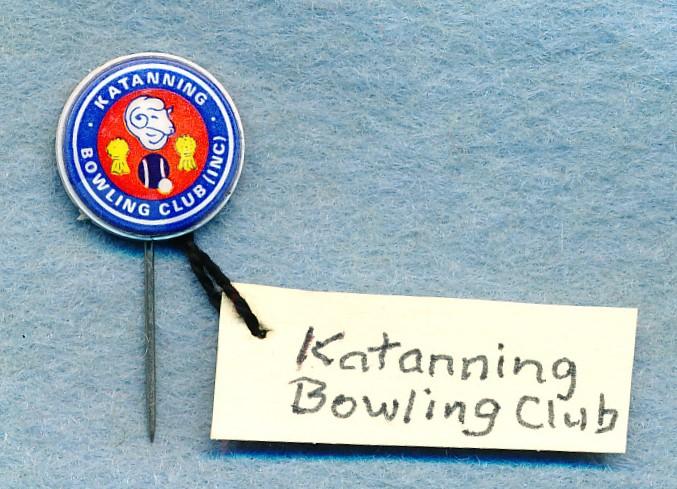 KATANNING
BOWLING CLUB (INC)
Katanning
Bowling Club